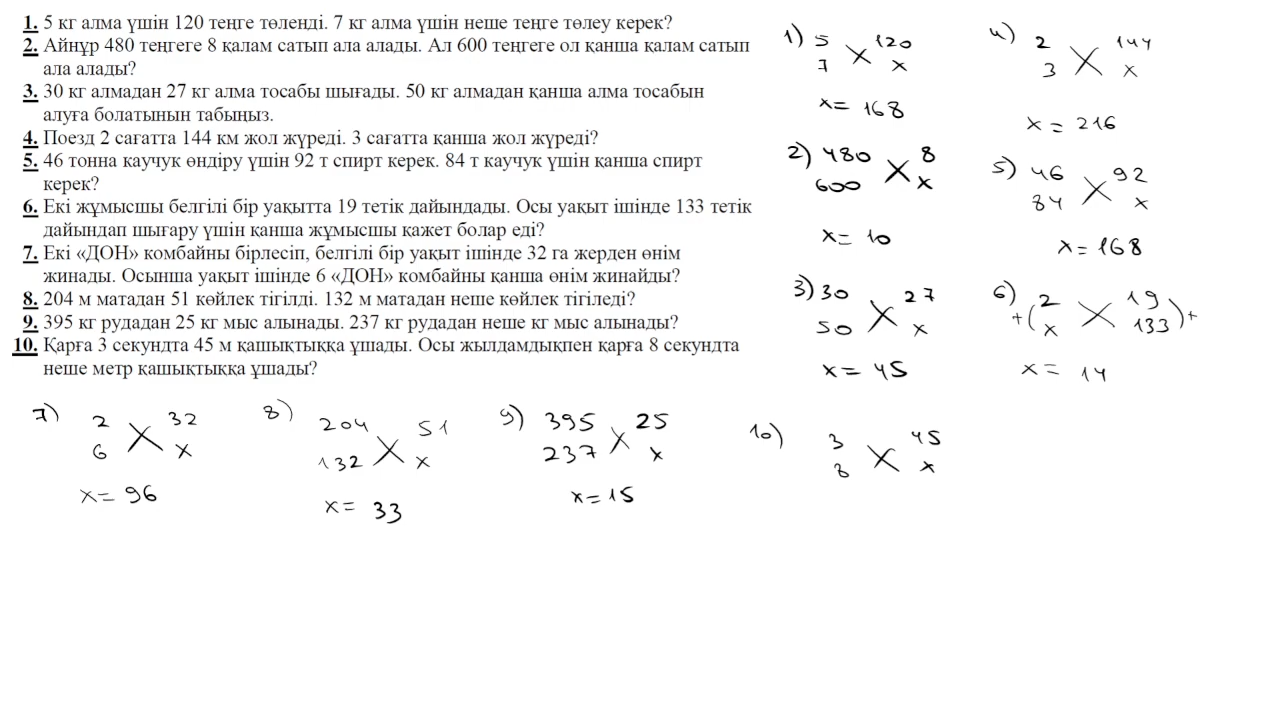 1. 5 кг алма үшін 120 теңге төленді. 7 кг алма үшін неше теңге төлеу керек?
2. Айнұр 480 теңгеге 8 қалам сатып ала алады. Ал 600 теңгеге ол қанша қалам сатып
ала алады?
3. 30 кг алмадан 27 кг алма тосабы шығады. 50 кг алмадан қанша алма тосабын
алуға болатынын табыңыз.
4. Поезд 2 сағатта 144 км жол жүреді. 3 сағатта қанша жол жүреді?
5. 46 тонна каучук өндіру үшін 92 т спирт керек. 84 т каучук үшін қанша спирт
керек?
6. Екі жұмысшы белгілі бір уақытта 19 тетік дайындады. Осы уақыт ішінде 133 тетік
дайындап шығару үшін қанша жұмысшы қажет болар еді?
7. Екі «ДОН» комбайны бірлесіп, белгілі бір уақыт ішінде 32 га жерден өнім
жинады. Осынша уақыт ішінде 6 «ДОН» комбайны қанша өнім жинайды?
8. 204 м матадан 51 көйлек тігілді. 132 м матадан неше көйлек тігіледі?
9. 395 кг рудадан 25 кг мыс алынады. 237 кг рудадан неше кг мыс алынады?
10. Қарға 3 секундта 45 м қашықтыққа ұшады. Осы жылдамдықпен қарға 8 секундта
неше метр қашықтыққа ұшады?
1) 5 120
7 x
x = 168
2) 480 8
600 x
x = 10
3) 30 27
50 x
x = 45
4) 2 144
3 x
x = 216
5) 46 92
84 x
x = 168
6) 2 19
+( x 133 )+
x = 14
7) 2 32
6 x
x = 96
8) 204 51
132 x
x = 33
9) 395 25
237 x
x = 15
10) 3 45
8 x